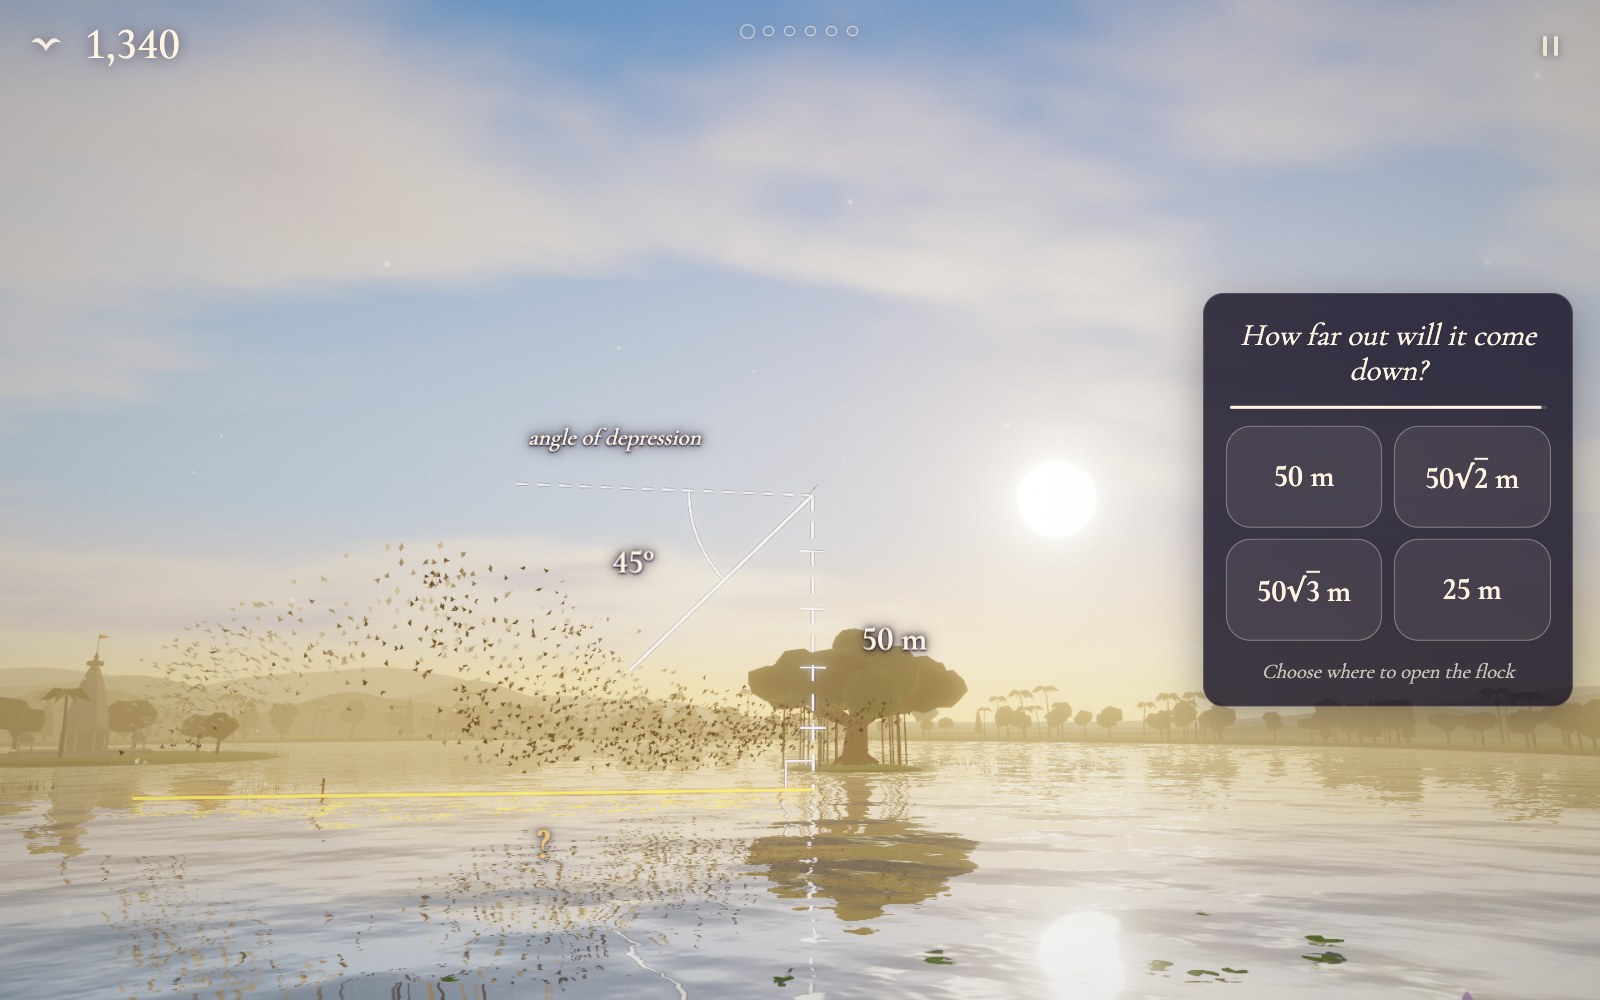 1,340
How far out will it come
down?
angle of depression
50 m
50√2 m
45°
50√3 m
25 m
50 m
Choose where to open the flock
?